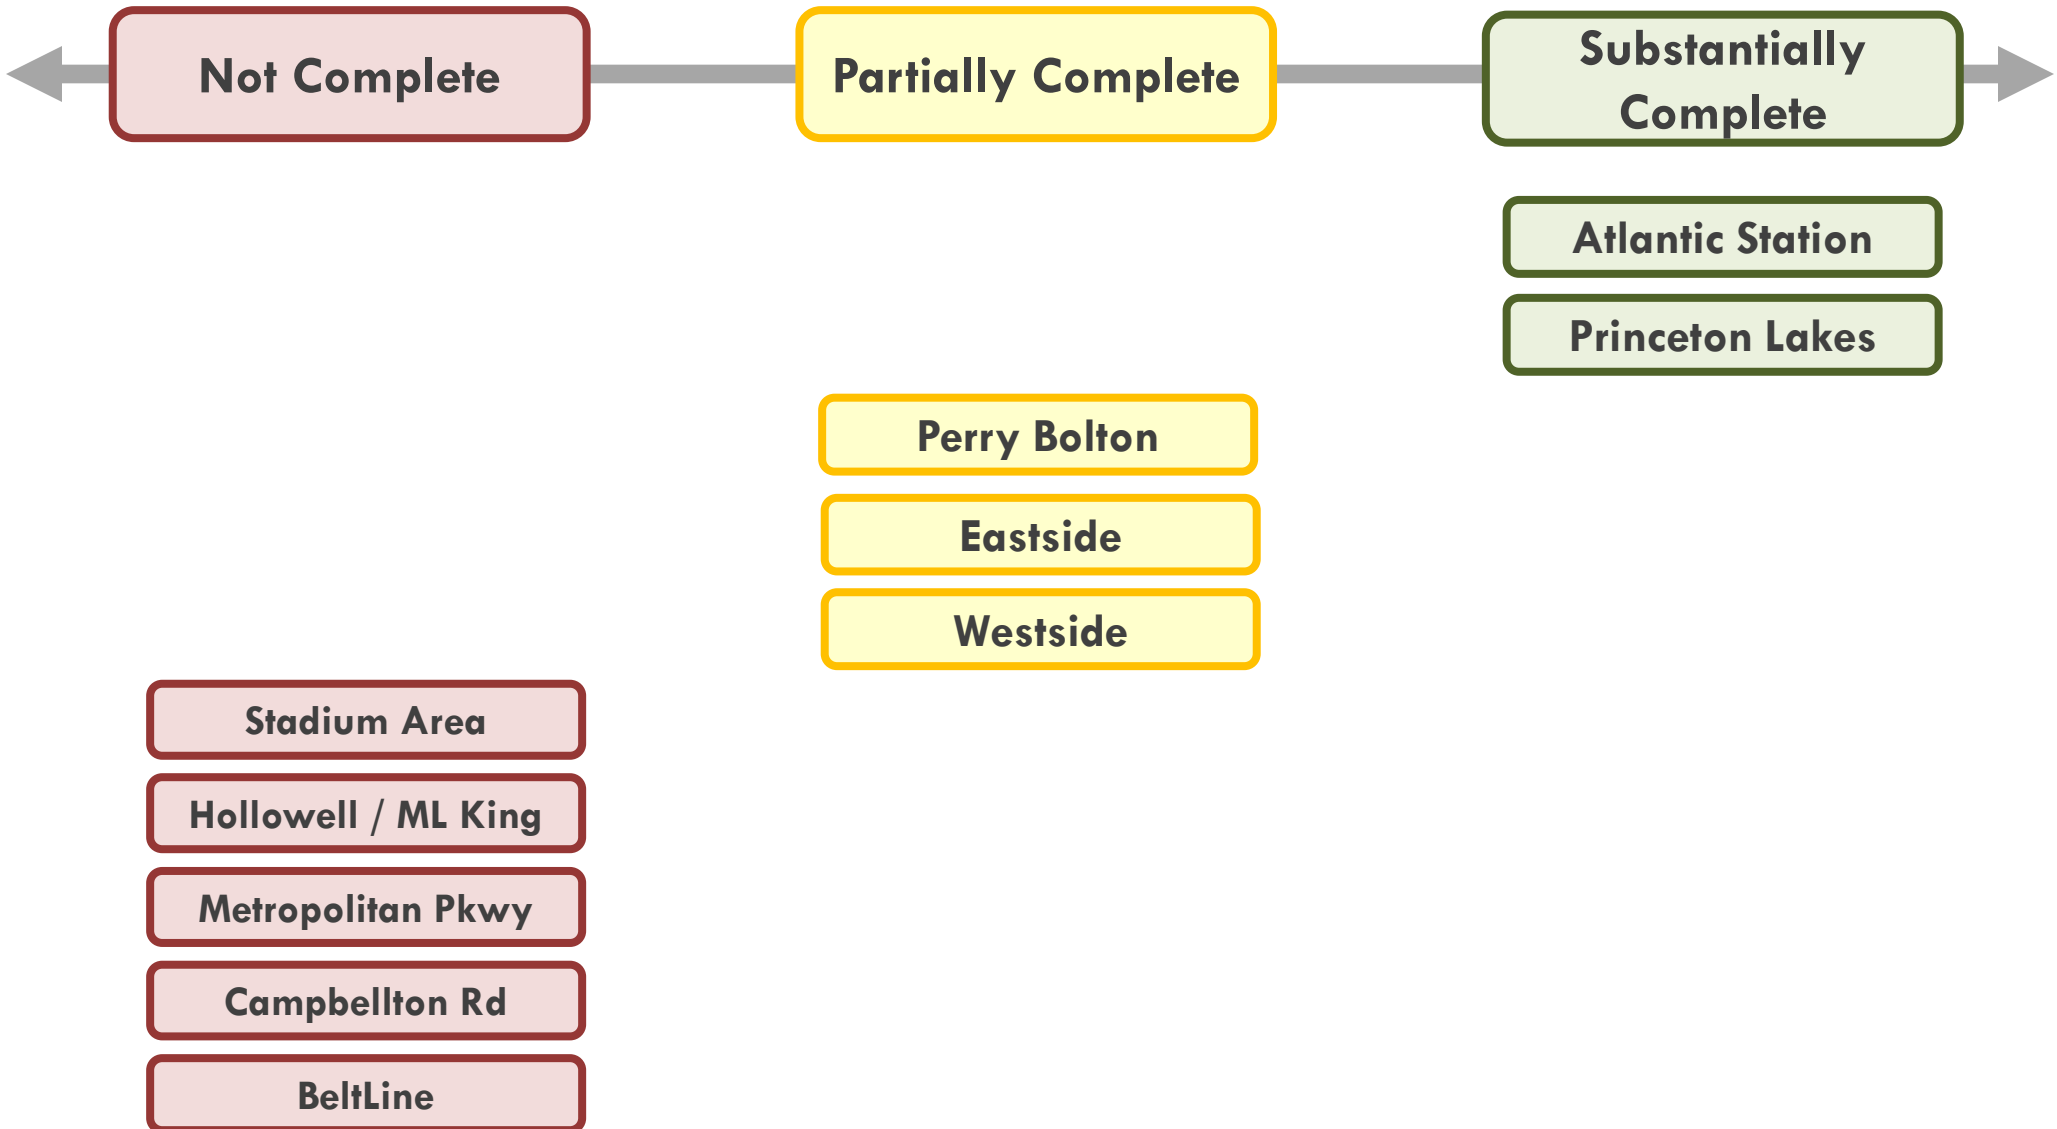 Not Complete
Partially Complete
Substantially
Complete
Atlantic Station
Princeton Lakes
Perry Bolton
Eastside
Westside
Stadium Area
Hollowell / ML King
Metropolitan Pkwy
Campbellton Rd
BeltLine